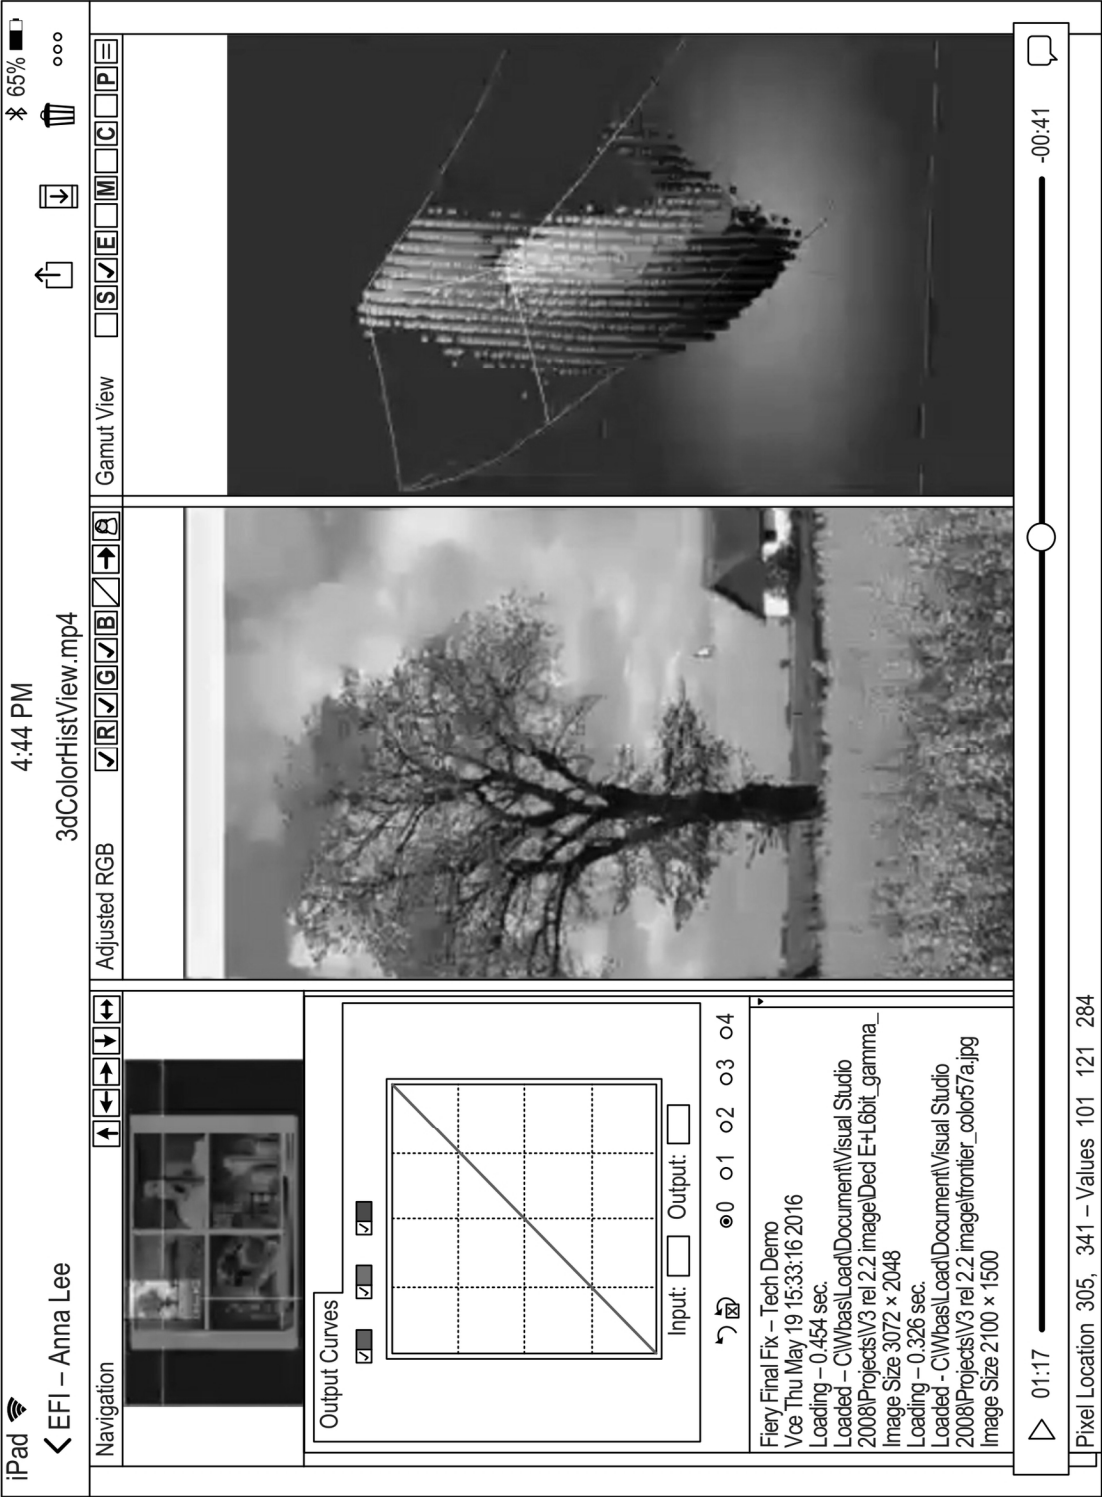 iPad 4:44 PM 65%
EFI – Anna Lee 3dColorHistView.mp4
Navigation
Adjusted RGB R G B
Gamut View S E M C P
Output Curves
Input: Output:
0 1 2 3 4
Fiery Final Fix – Tech Demo
Vce Thu May 19 15:33:16 2016
Loading – 0.454 sec.
Loaded – C\Wbas\Load\Document\Visual Studio
2008\Projects\V3 rel 2.2 image\Ded E+L6bit_gamma_
Image Size 3072 × 2048
Loading – 0.326 sec.
Loaded - C\Wbas\Load\Document\Visual Studio
2008\Projects\V3 rel 2.2 image\frontier_color57a.jpg
Image Size 2100 × 1500
01:17 -00:41
Pixel Location 305, 341 – Values 101 121 284